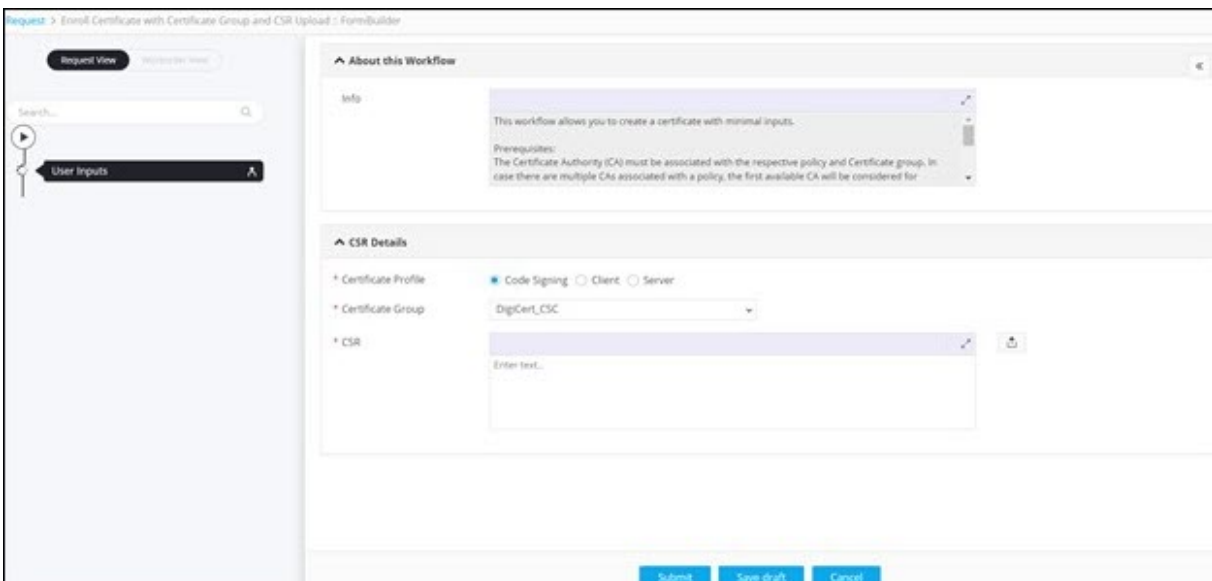 Request > Enroll Certificate with Certificate Group and CSR Upload :: FormBuilder
Request View
Search...
User Inputs
About this Workflow
Info
This workflow allows you to create a certificate with minimal inputs.
Prerequisites:
The Certificate Authority (CA) must be associated with the respective policy and Certificate group. In
case there are multiple CAs associated with a policy, the first available CA will be considered for
CSR Details
* Certificate Profile
Code Signing Client Server
* Certificate Group
DigiCert_CSC
* CSR
Enter text..
Submit Save draft Cancel